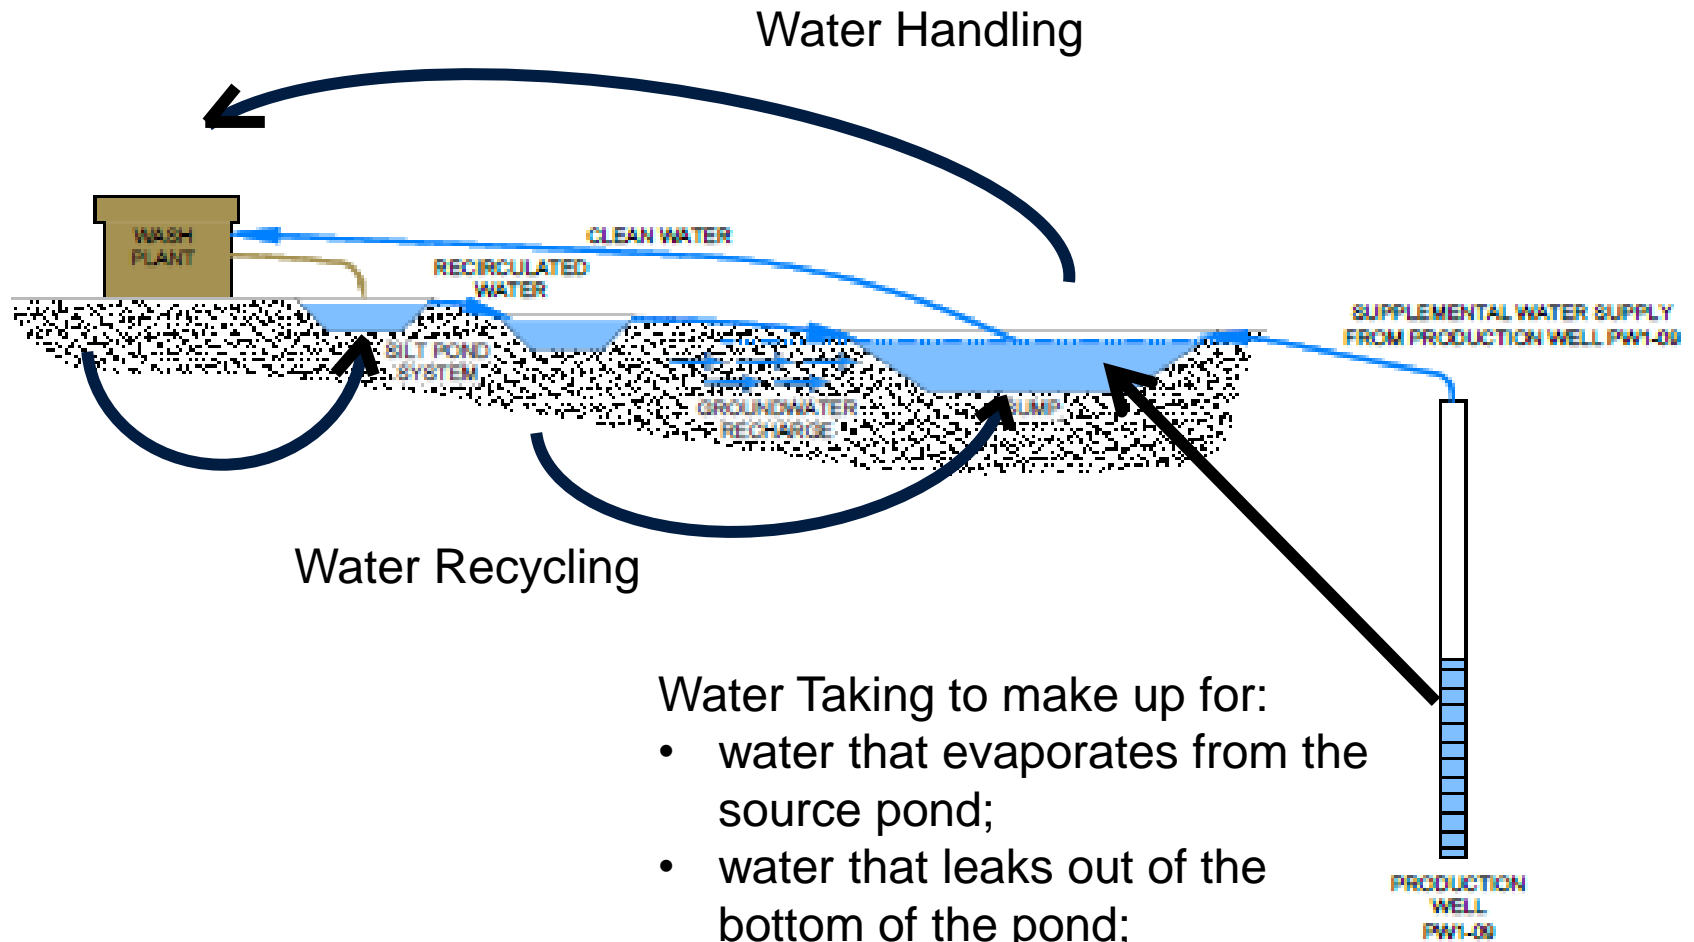 Water Handling
WASH
PLANT
CLEAN WATER
RECIRCULATED
WATER
SUPPLEMENTAL WATER SUPPLY
FROM PRODUCTION WELL PW1-09
SILT POND
SYSTEM
GROUNDWATER
RECHARGE
SUMP
Water Recycling
Water Taking to make up for:
• water that evaporates from the
source pond;
• water that leaks out of the
bottom of the pond;
PRODUCTION
WELL
PW1-09